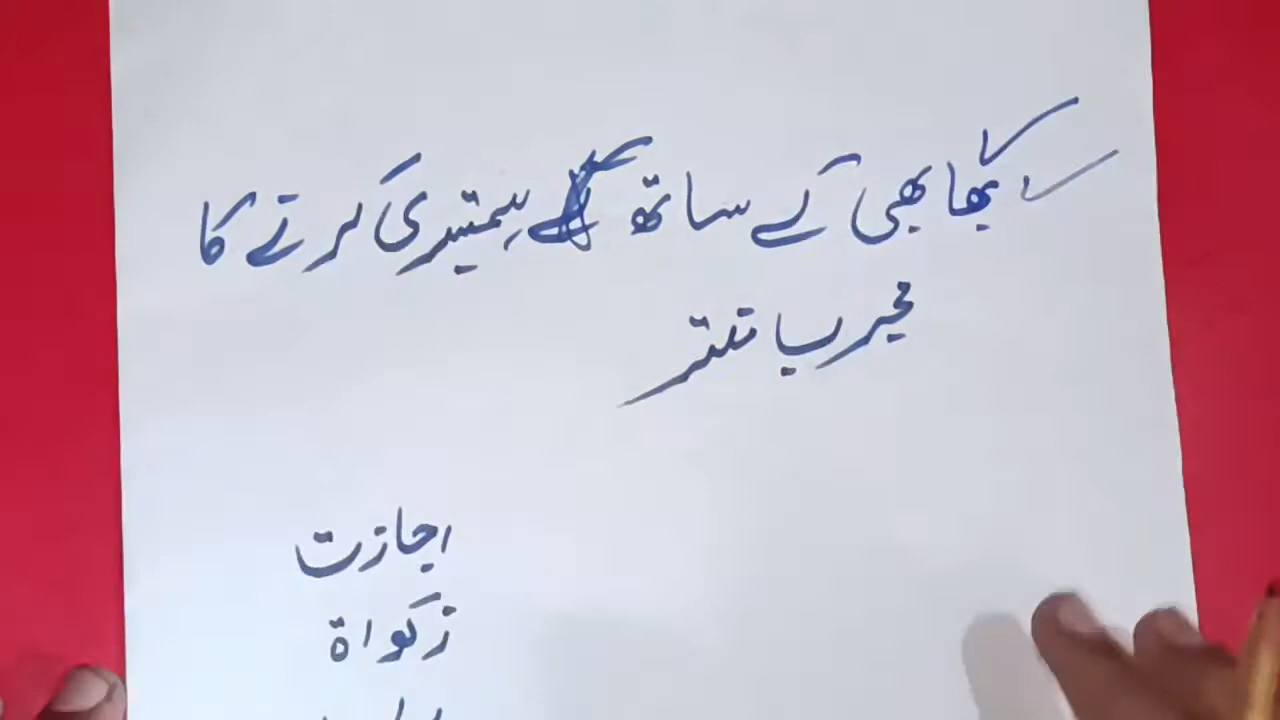 بھابھی کے ساتھ ہمبستری کرنے کا
مجرب منتر
اجازت
زکواۃ